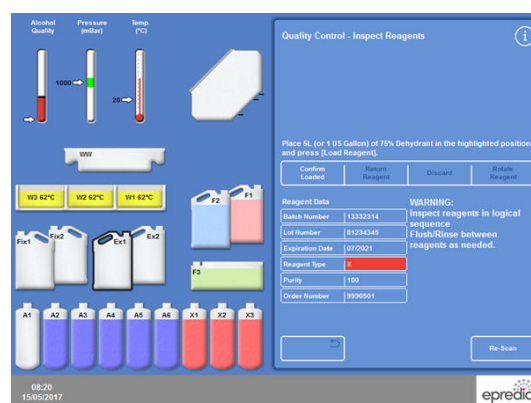 Alcohol Quality
Pressure (mBar)
Temp. (°C)
1000
29
WW
W3 62°C
W2 62°C
W1 62°C
F2
F1
Fix1
Fix2
Ex1
Ex2
F3
A1
A2
A3
A4
A5
A6
X1
X2
X3
08:20
15/05/2017
Quality Control - Inspect Reagents
i
Place 5L (or 1 US Gallon) of 75% Dehydrant in the highlighted position
and press [Load Reagent].
Confirm Loaded
Return Reagent
Discard
Rotate Reagent
Reagent Data
Batch Number 13332314
Lot Number 01234345
Expiration Date 07/2021
Reagent Type X
Purity 100
Order Number 9990501
WARNING:
Inspect reagents in logical
sequence
Flush/Rinse between
reagents as needed.
Re-Scan
epredia